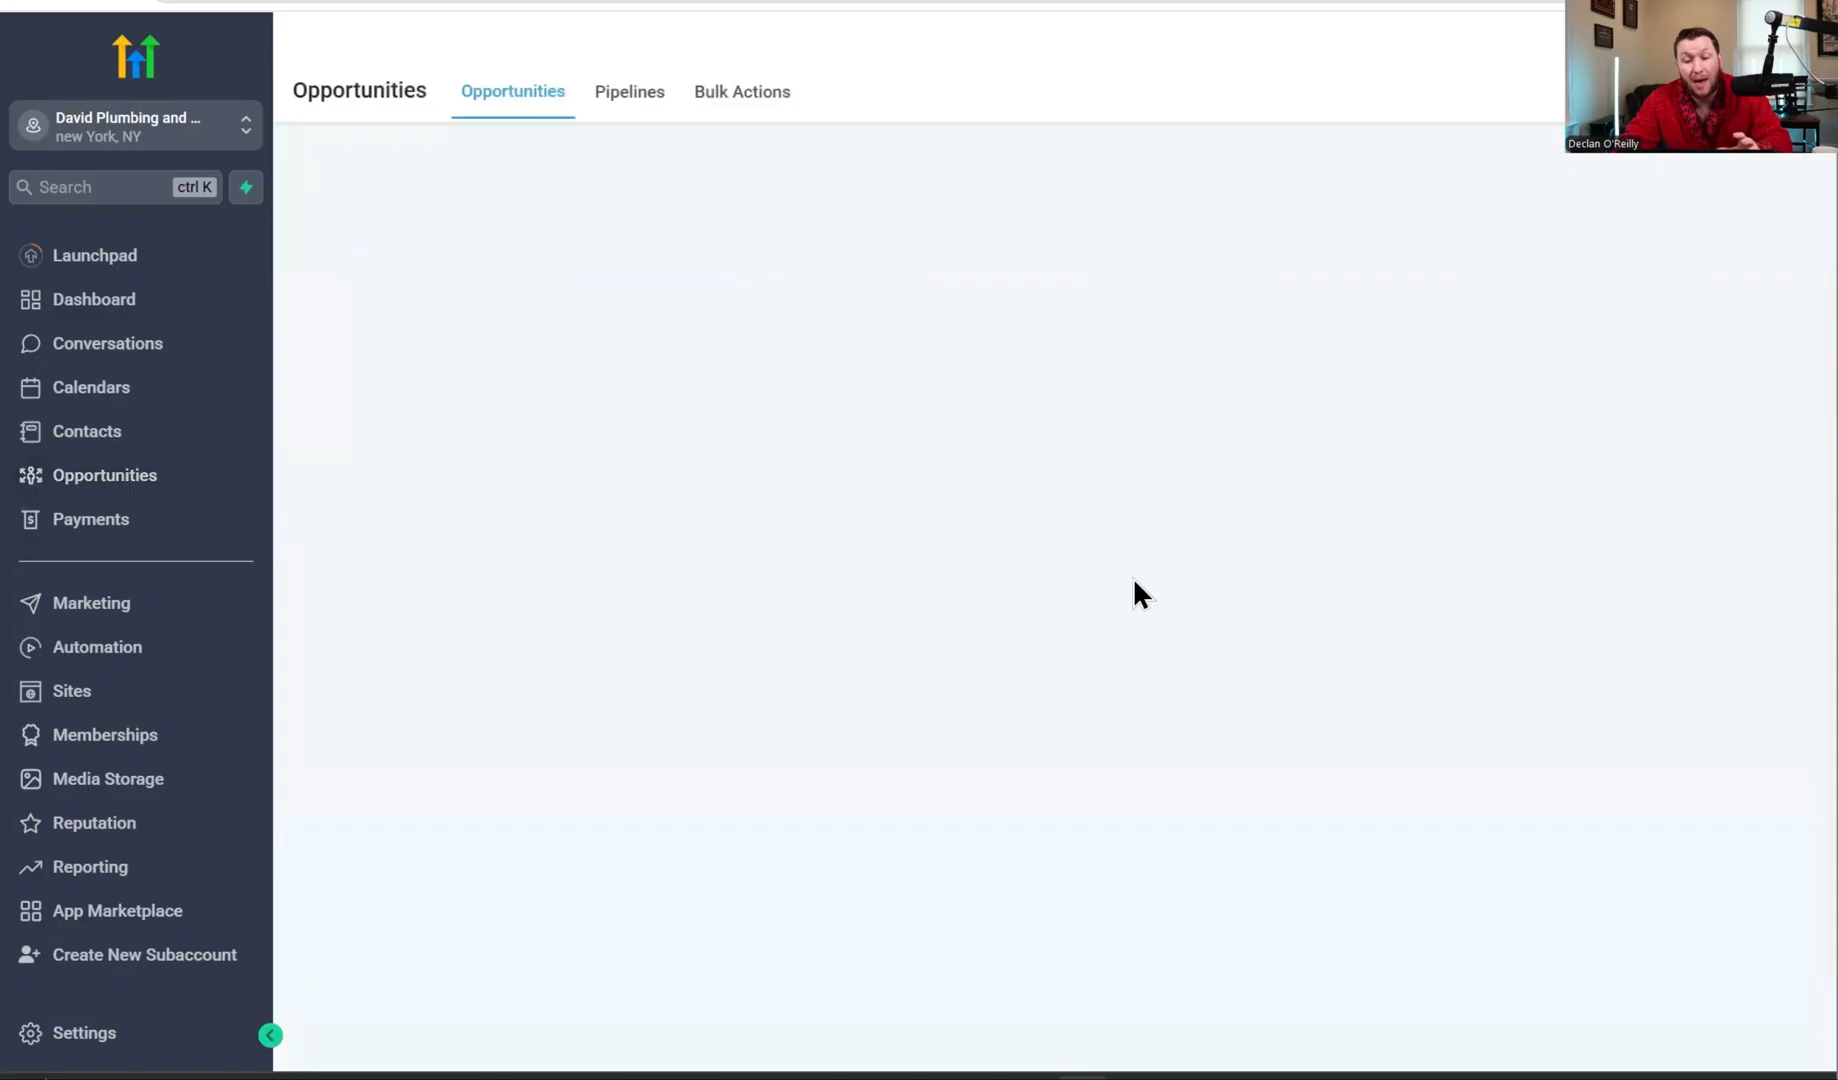 David Plumbing and ...
new York, NY
Search
ctrl K
Launchpad
Dashboard
Conversations
Calendars
Contacts
Opportunities
Payments
Marketing
Automation
Sites
Memberships
Media Storage
Reputation
Reporting
App Marketplace
Create New Subaccount
Settings
Opportunities
Opportunities
Pipelines
Bulk Actions
Declan O'Reilly